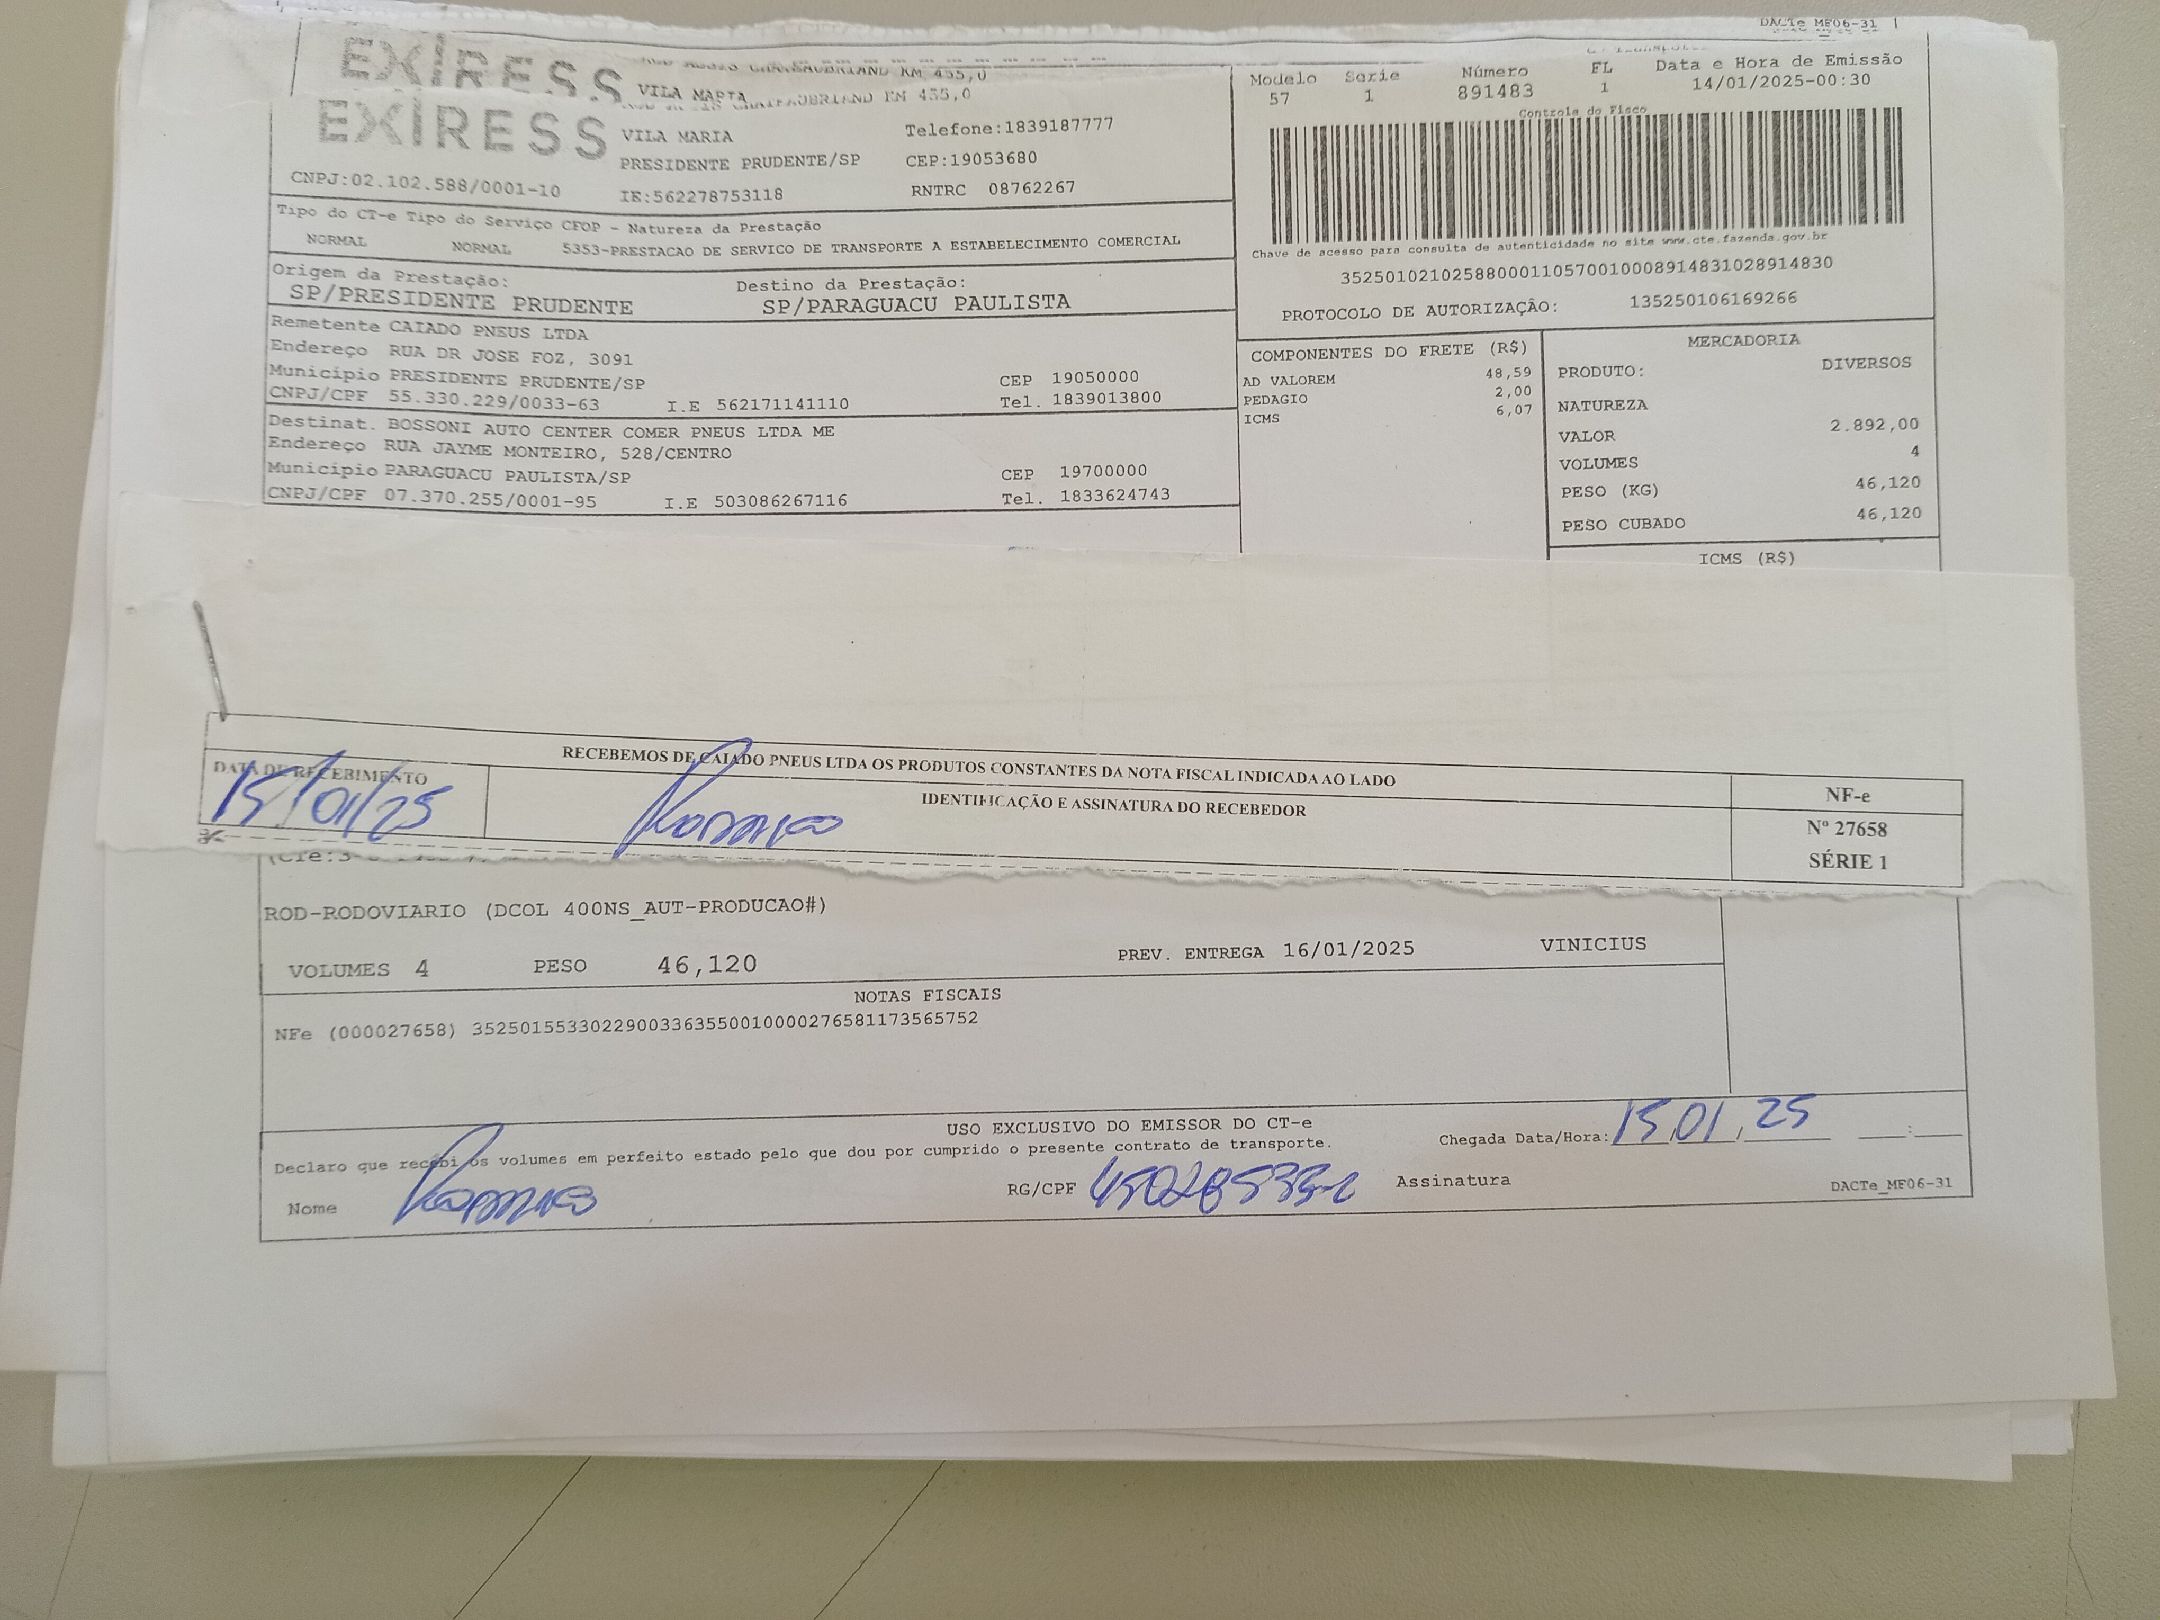 DACTe_MF06-31
EXIRESS
KM 455,0
VILA MARIA
KM 455,0
EXIRESS
VILA MARIA
Telefone:1839187777
PRESIDENTE PRUDENTE/SP CEP:19053680
CNPJ:02.102.588/0001-10 IE:562278753118 RNTRC 08762267
Modelo Serie Número FL Data e Hora de Emissão
57 1 891483 1 14/01/2025-00:30
Controle do Fisco
Chave de acesso para consulta de autenticidade no site www.cte.fazenda.gov.br
35250102102588000110570010008914831028914830
PROTOCOLO DE AUTORIZAÇÃO: 135250106169266
Tipo do CT-e Tipo do Serviço CFOP - Natureza da Prestação
NORMAL NORMAL 5353-PRESTACAO DE SERVICO DE TRANSPORTE A ESTABELECIMENTO COMERCIAL
Origem da Prestação: Destino da Prestação:
SP/PRESIDENTE PRUDENTE SP/PARAGUACU PAULISTA
Remetente CAIADO PNEUS LTDA
Endereço RUA DR JOSE FOZ, 3091
Município PRESIDENTE PRUDENTE/SP CEP 19050000
CNPJ/CPF 55.330.229/0033-63 I.E 562171141110 Tel. 1839013800
Destinat. BOSSONI AUTO CENTER COMER PNEUS LTDA ME
Endereço RUA JAYME MONTEIRO, 528/CENTRO
Município PARAGUACU PAULISTA/SP CEP 19700000
CNPJ/CPF 07.370.255/0001-95 I.E 503086267116 Tel. 1833624743
COMPONENTES DO FRETE (R$)
AD VALOREM 48,59
PEDAGIO 2,00
ICMS 6,07
MERCADORIA
PRODUTO: DIVERSOS
NATUREZA
VALOR 2.892,00
VOLUMES 4
PESO (KG) 46,120
PESO CUBADO 46,120
ICMS (R$)
RECEBEMOS DE CAIADO PNEUS LTDA OS PRODUTOS CONSTANTES DA NOTA FISCAL INDICADA AO LADO
DATA DE RECEBIMENTO
15/01/25
IDENTIFICAÇÃO E ASSINATURA DO RECEBEDOR
NF-e
Nº 27658
SÉRIE 1
ROD-RODOVIARIO (DCOL 400NS_AUT-PRODUCAO#)
VOLUMES 4 PESO 46,120 PREV. ENTREGA 16/01/2025 VINICIUS
NOTAS FISCAIS
NFe (000027658) 35250155330229003363550010000276581173565752
USO EXCLUSIVO DO EMISSOR DO CT-e
Declaro que recebi os volumes em perfeito estado pelo que dou por cumprido o presente contrato de transporte.
Chegada Data/Hora: 15,01,25 :
Nome RG/CPF Assinatura
DACTe_MF06-31